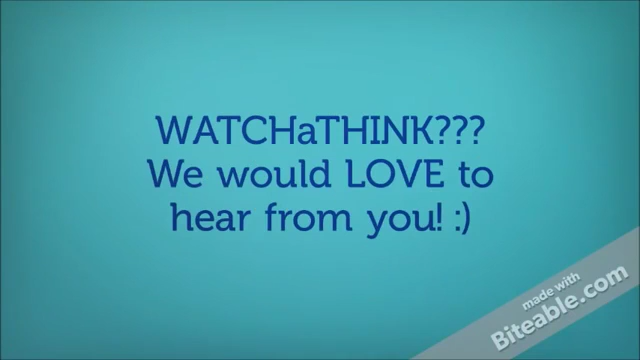 WATCHaTHINK???
We would LOVE to
hear from you! :)
made with
Biteable.com